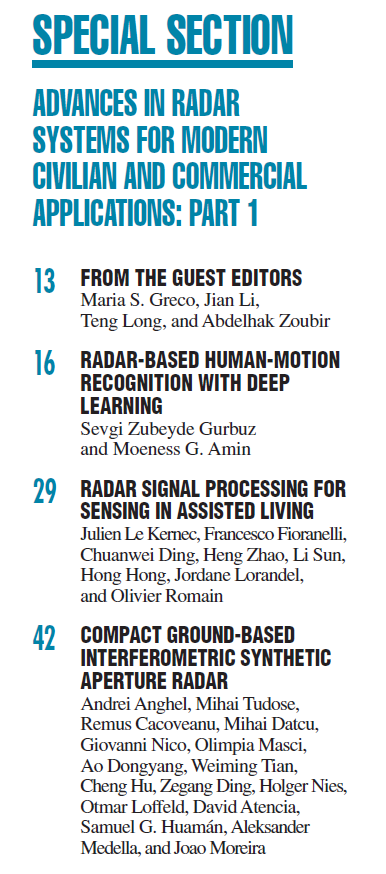 SPECIAL SECTION
ADVANCES IN RADAR
SYSTEMS FOR MODERN
CIVILIAN AND COMMERCIAL
APPLICATIONS: PART 1
13 FROM THE GUEST EDITORS
Maria S. Greco, Jian Li,
Teng Long, and Abdelhak Zoubir
16 RADAR-BASED HUMAN-MOTION
RECOGNITION WITH DEEP
LEARNING
Sevgi Zubeyde Gurbuz
and Moeness G. Amin
29 RADAR SIGNAL PROCESSING FOR
SENSING IN ASSISTED LIVING
Julien Le Kernec, Francesco Fioranelli,
Chuanwei Ding, Heng Zhao, Li Sun,
Hong Hong, Jordane Lorandel,
and Olivier Romain
42 COMPACT GROUND-BASED
INTERFEROMETRIC SYNTHETIC
APERTURE RADAR
Andrei Anghel, Mihai Tudose,
Remus Cacoveanu, Mihai Datcu,
Giovanni Nico, Olimpia Masci,
Ao Dongyang, Weiming Tian,
Cheng Hu, Zegang Ding, Holger Nies,
Otmar Loffeld, David Atencia,
Samuel G. Huamán, Aleksander
Medella, and Joao Moreira